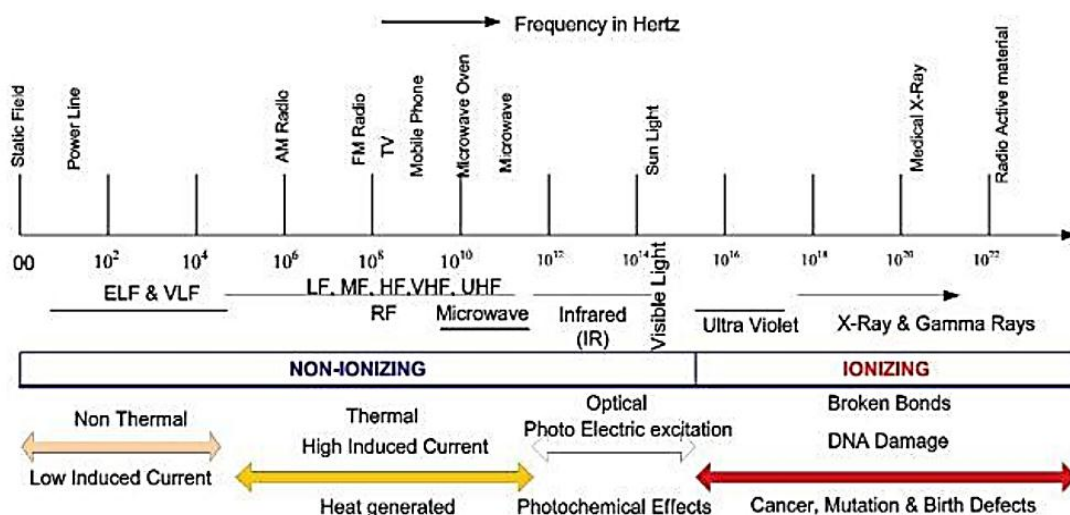 Frequency in Hertz
Static Field
Power Line
AM Radio
FM Radio
TV
Mobile Phone
Microwave Oven
Microwave
Sun Light
Medical X-Ray
Radio Active material
00 10² 10⁴ 10⁶ 10⁸ 10¹⁰ 10¹² 10¹⁴ 10¹⁶ 10¹⁸ 10²⁰ 10²²
ELF & VLF
LF, MF, HF,VHF, UHF
RF
Microwave
Infrared
(IR)
Visible Light
Ultra Violet
X-Ray & Gamma Rays
NON-IONIZING
IONIZING
Non Thermal
Low Induced Current
Thermal
High Induced Current
Heat generated
Optical
Photo Electric excitation
Photochemical Effects
Broken Bonds
DNA Damage
Cancer, Mutation & Birth Defects